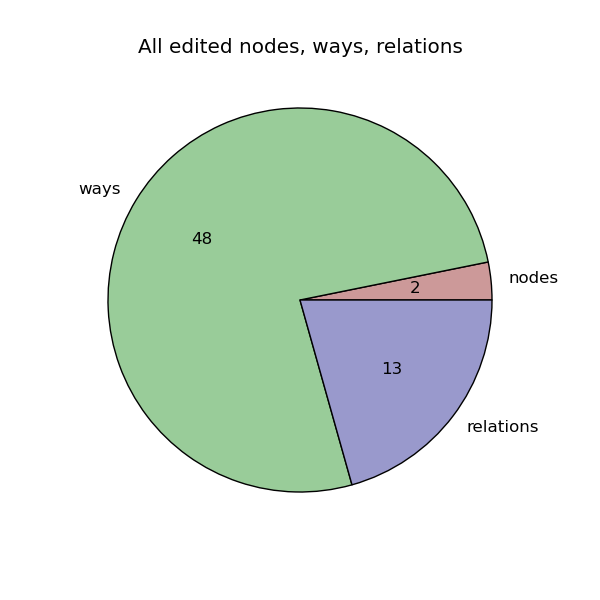 All edited nodes, ways, relations
ways
48
nodes
2
13
relations